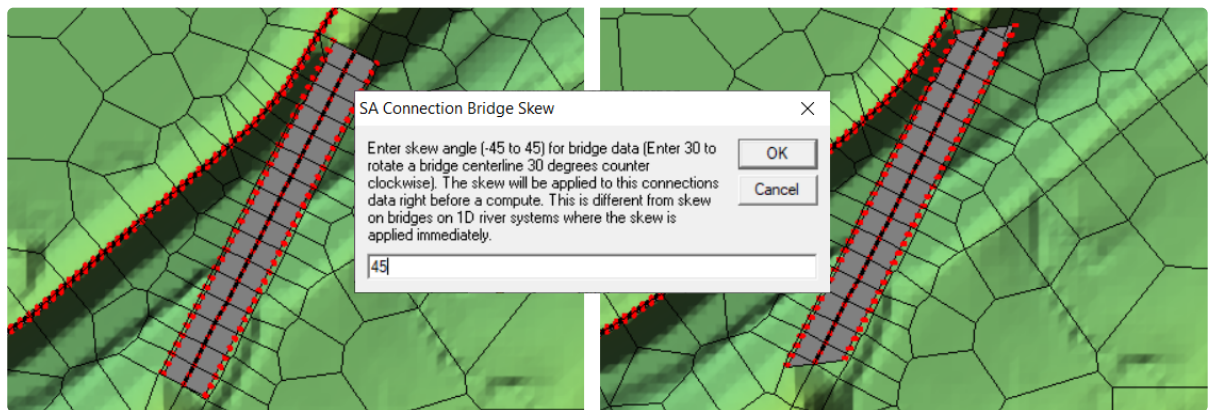 SA Connection Bridge Skew
Enter skew angle (-45 to 45) for bridge data (Enter 30 to
rotate a bridge centerline 30 degrees counter
clockwise). The skew will be applied to this connections
data right before a compute. This is different from skew
on bridges on 1D river systems where the skew is
applied immediately.
OK
Cancel
45